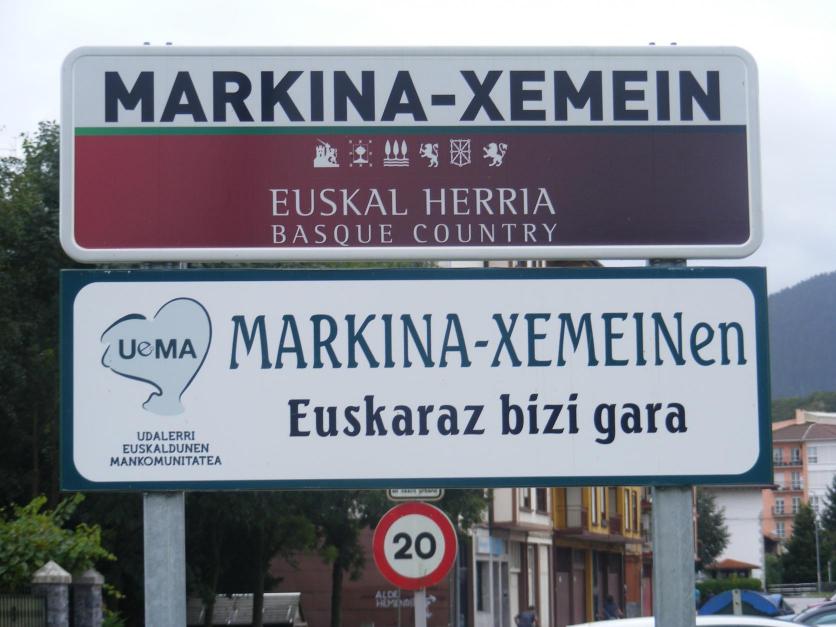 MARKINA-XEMEIN
EUSKAL HERRIA
BASQUE COUNTRY
UeMA
UDALERRI
EUSKALDUNEN
MANKOMUNITATEA
MARKINA-XEMEINen
Euskaraz bizi gara
20